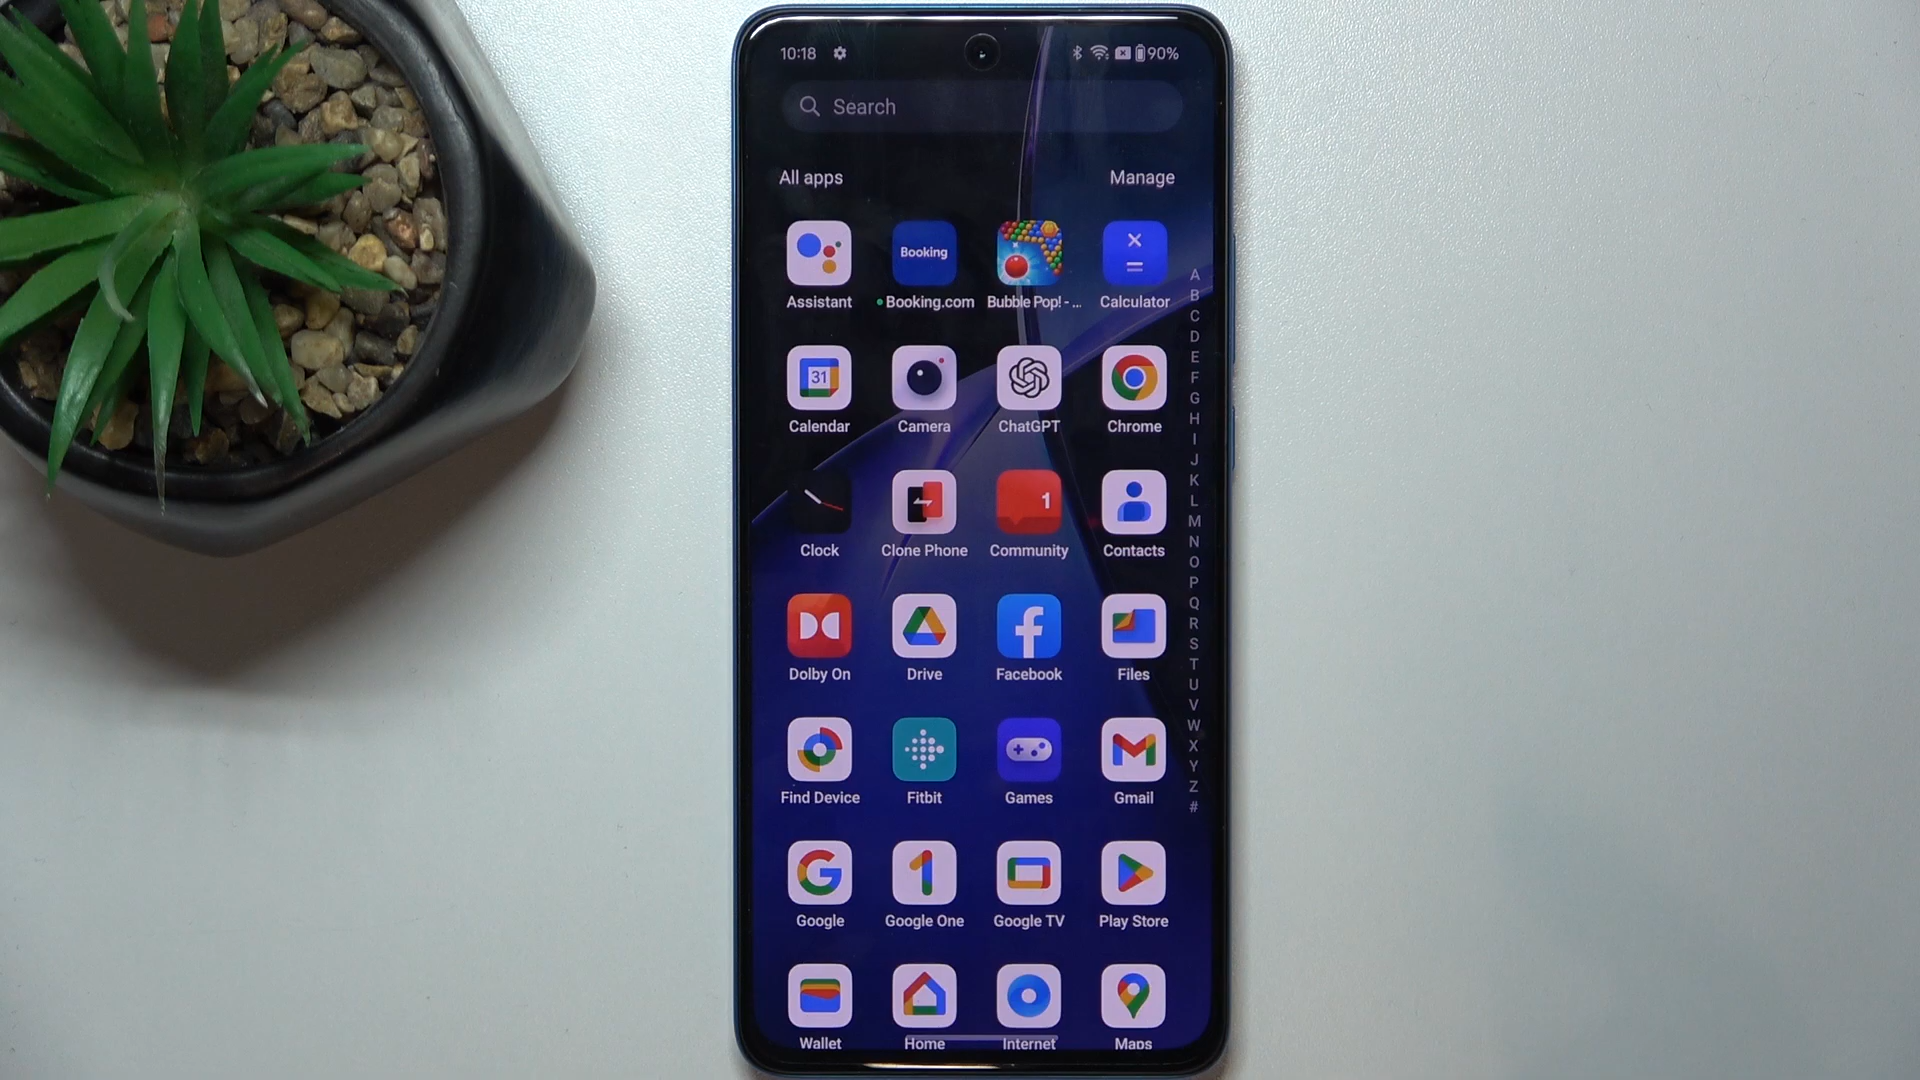 10:18 90%
Search
All apps Manage
Booking
Assistant Booking.com Bubble Pop! - ... Calculator
31
Calendar Camera ChatGPT Chrome
1
Clock Clone Phone Community Contacts
Dolby On Drive Facebook Files
Find Device Fitbit Games Gmail
Google Google One Google TV Play Store
Wallet Home Internet Maps
A
B
C
D
E
F
G
H
I
J
K
L
M
N
O
P
Q
R
S
T
U
V
W
X
Y
Z
#